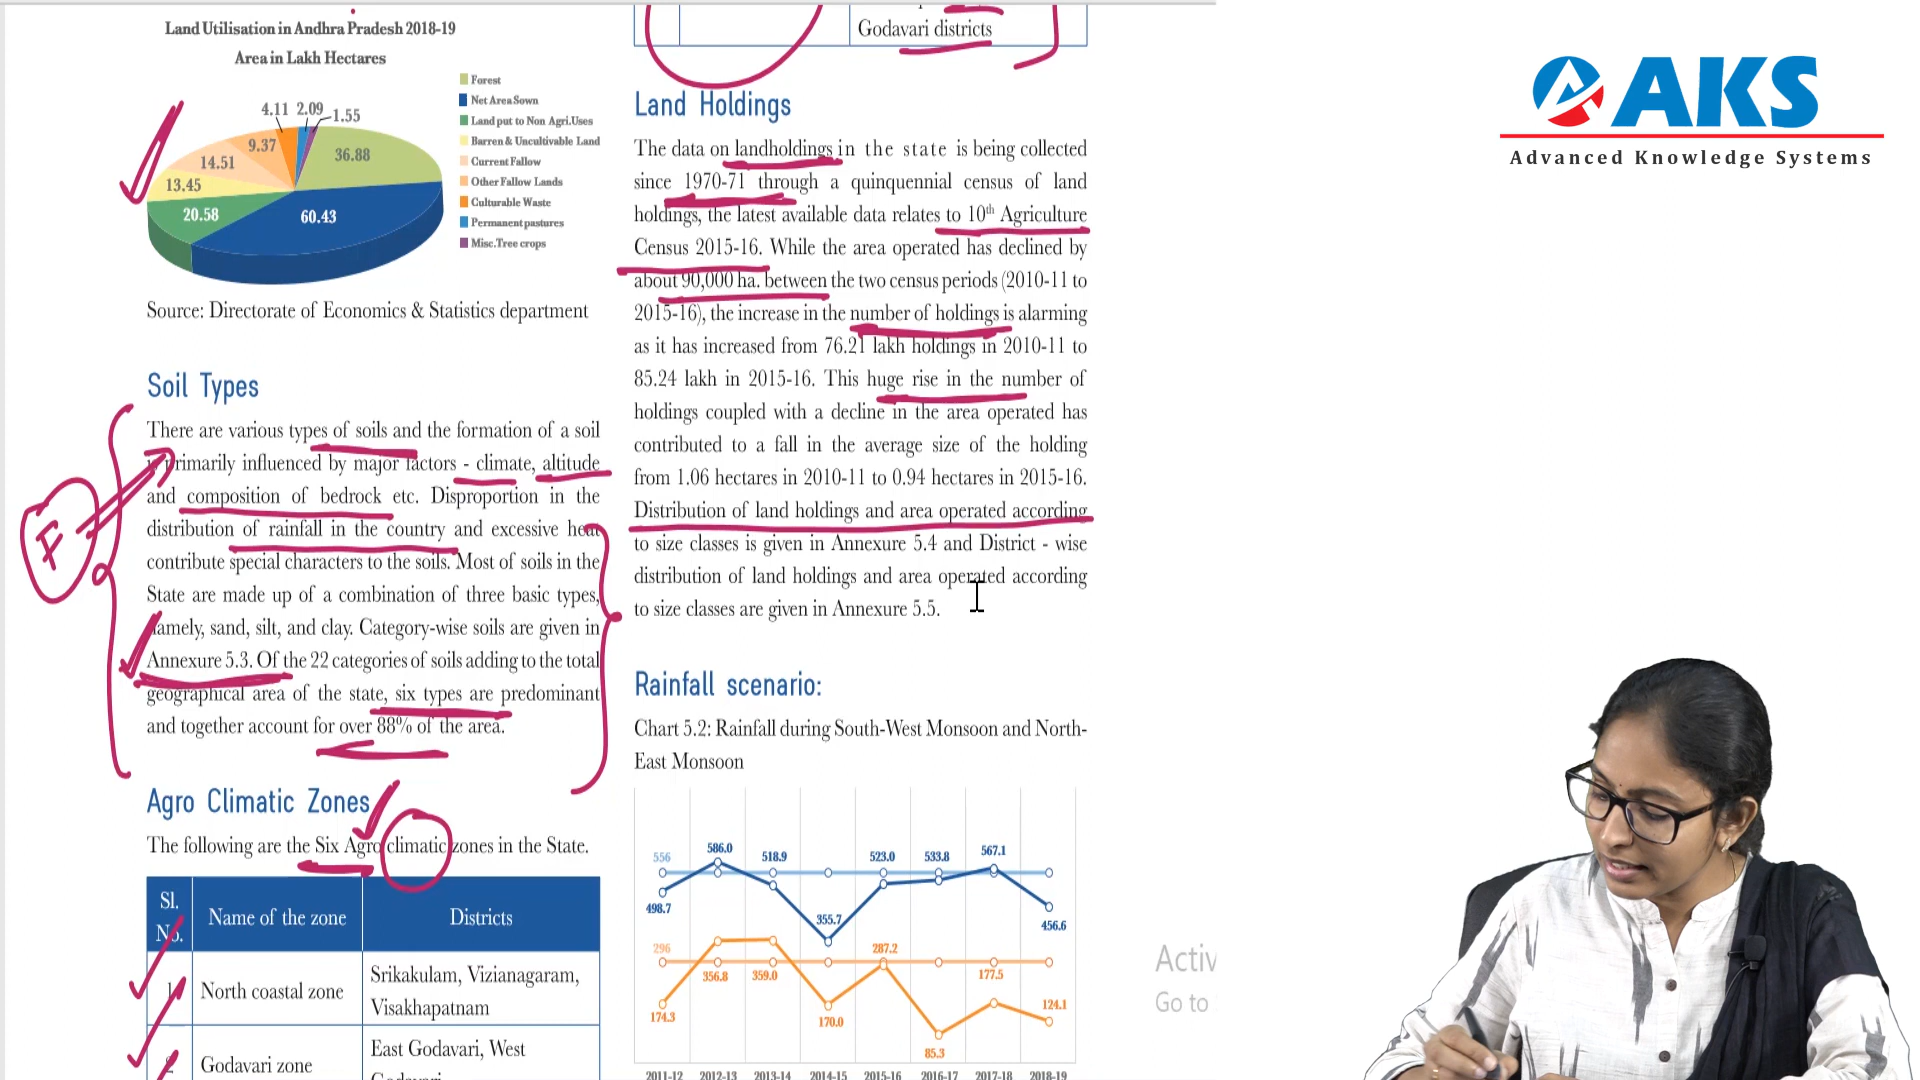 Land Utilisation in Andhra Pradesh 2018-19
Area in Lakh Hectares
4.11 2.09 1.55
9.37
36.88
14.51
13.45
20.58
60.43
Forest
Net Area Sown
Land put to Non Agri.Uses
Barren & Uncultivable Land
Current Fallow
Other Fallow Lands
Culturable Waste
Permanent pastures
Misc.Tree crops
Source: Directorate of Economics & Statistics department
Soil Types
There are various types of soils and the formation of a soil
primarily influenced by major factors - climate, altitude
and composition of bedrock etc. Disproportion in the
distribution of rainfall in the country and excessive heat
contribute special characters to the soils. Most of soils in the
State are made up of a combination of three basic types,
namely, sand, silt, and clay. Category-wise soils are given in
Annexure 5.3. Of the 22 categories of soils adding to the total
geographical area of the state, six types are predominant
and together account for over 88% of the area.
F
Agro Climatic Zones
The following are the Six Agro climatic zones in the State.
Sl.
No.
Name of the zone
Districts
1
North coastal zone
Srikakulam, Vizianagaram,
Visakhapatnam
2
Godavari zone
East Godavari, West
Godavari
Godavari districts
Land Holdings
The data on landholdings in the state is being collected
since 1970-71 through a quinquennial census of land
holdings, the latest available data relates to 10th Agriculture
Census 2015-16. While the area operated has declined by
about 90,000 ha. between the two census periods (2010-11 to
2015-16), the increase in the number of holdings is alarming
as it has increased from 76.21 lakh holdings in 2010-11 to
85.24 lakh in 2015-16. This huge rise in the number of
holdings coupled with a decline in the area operated has
contributed to a fall in the average size of the holding
from 1.06 hectares in 2010-11 to 0.94 hectares in 2015-16.
Distribution of land holdings and area operated according
to size classes is given in Annexure 5.4 and District - wise
distribution of land holdings and area operated according
to size classes are given in Annexure 5.5.
Rainfall scenario:
Chart 5.2: Rainfall during South-West Monsoon and North-
East Monsoon
556 586.0 518.9 523.0 533.8 567.1
498.7 355.7 456.6
296 356.8 359.0 287.2 177.5
174.3 170.0 85.3 124.1
2011-12 2012-13 2013-14 2014-15 2015-16 2016-17 2017-18 2018-19
AKS
Advanced Knowledge Systems
Activ
Go to